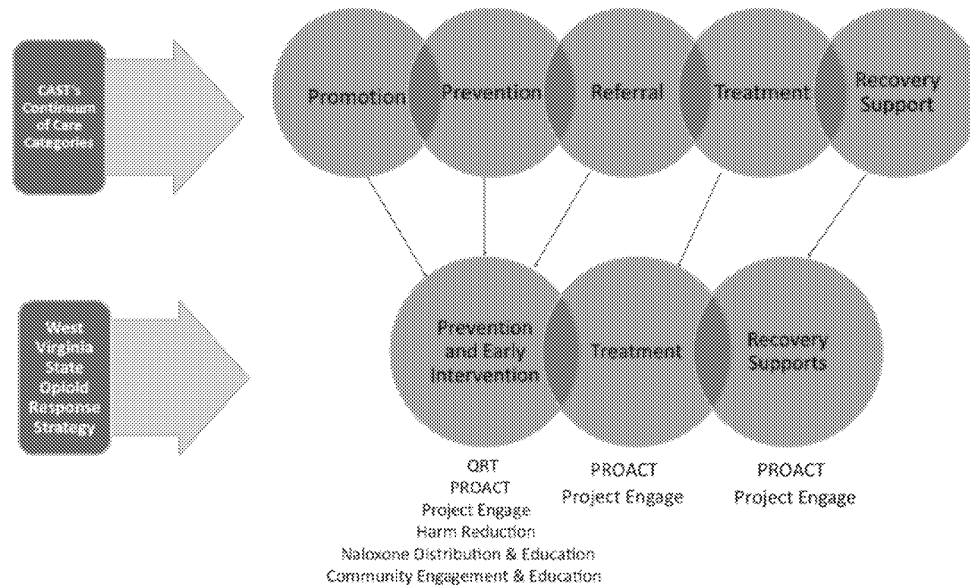 CAST's
Continuum
of Care
Categories
Promotion
Prevention
Referral
Treatment
Recovery
Support
West
Virginia
State
Opioid
Response
Strategy
Prevention
and Early
Intervention
Treatment
Recovery
Supports
QRT
PROACT
Project Engage
Harm Reduction
Naloxone Distribution & Education
Community Engagement & Education
PROACT
Project Engage
PROACT
Project Engage